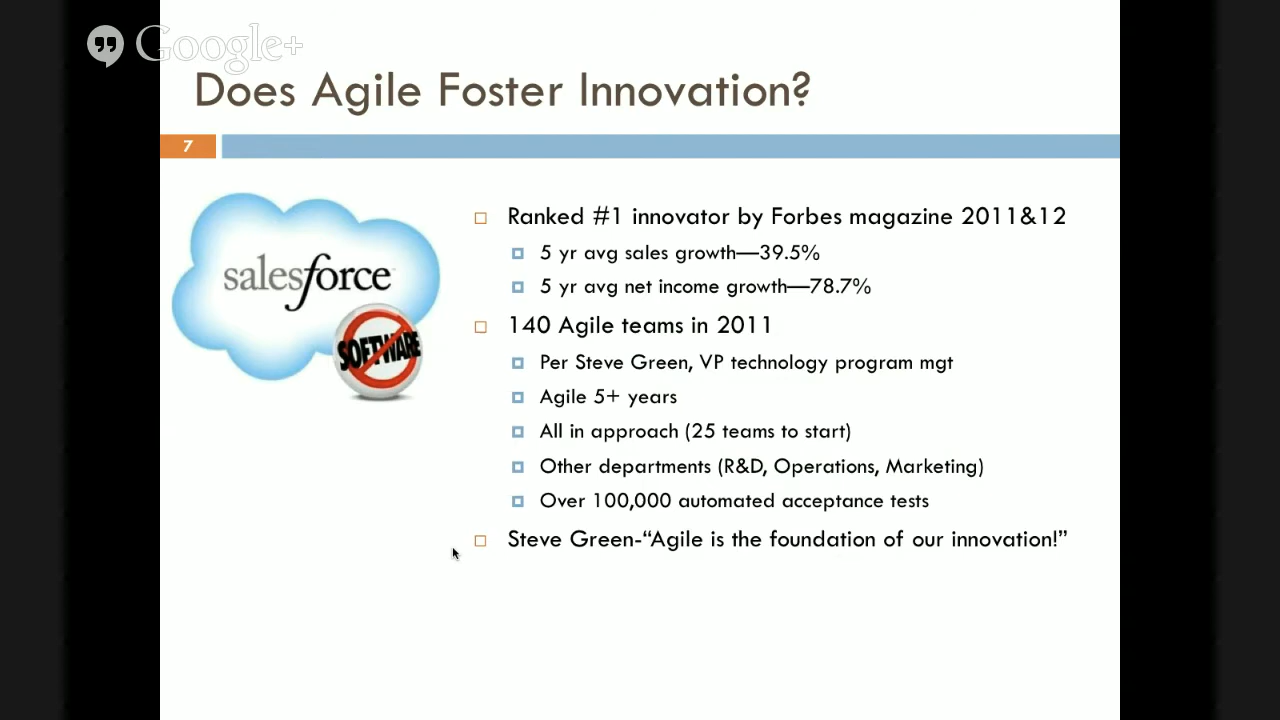 Google+
Does Agile Foster Innovation?
7
salesforce
SOFTWARE
Ranked #1 innovator by Forbes magazine 2011&12
5 yr avg sales growth—39.5%
5 yr avg net income growth—78.7%
140 Agile teams in 2011
Per Steve Green, VP technology program mgt
Agile 5+ years
All in approach (25 teams to start)
Other departments (R&D, Operations, Marketing)
Over 100,000 automated acceptance tests
Steve Green-“Agile is the foundation of our innovation!”